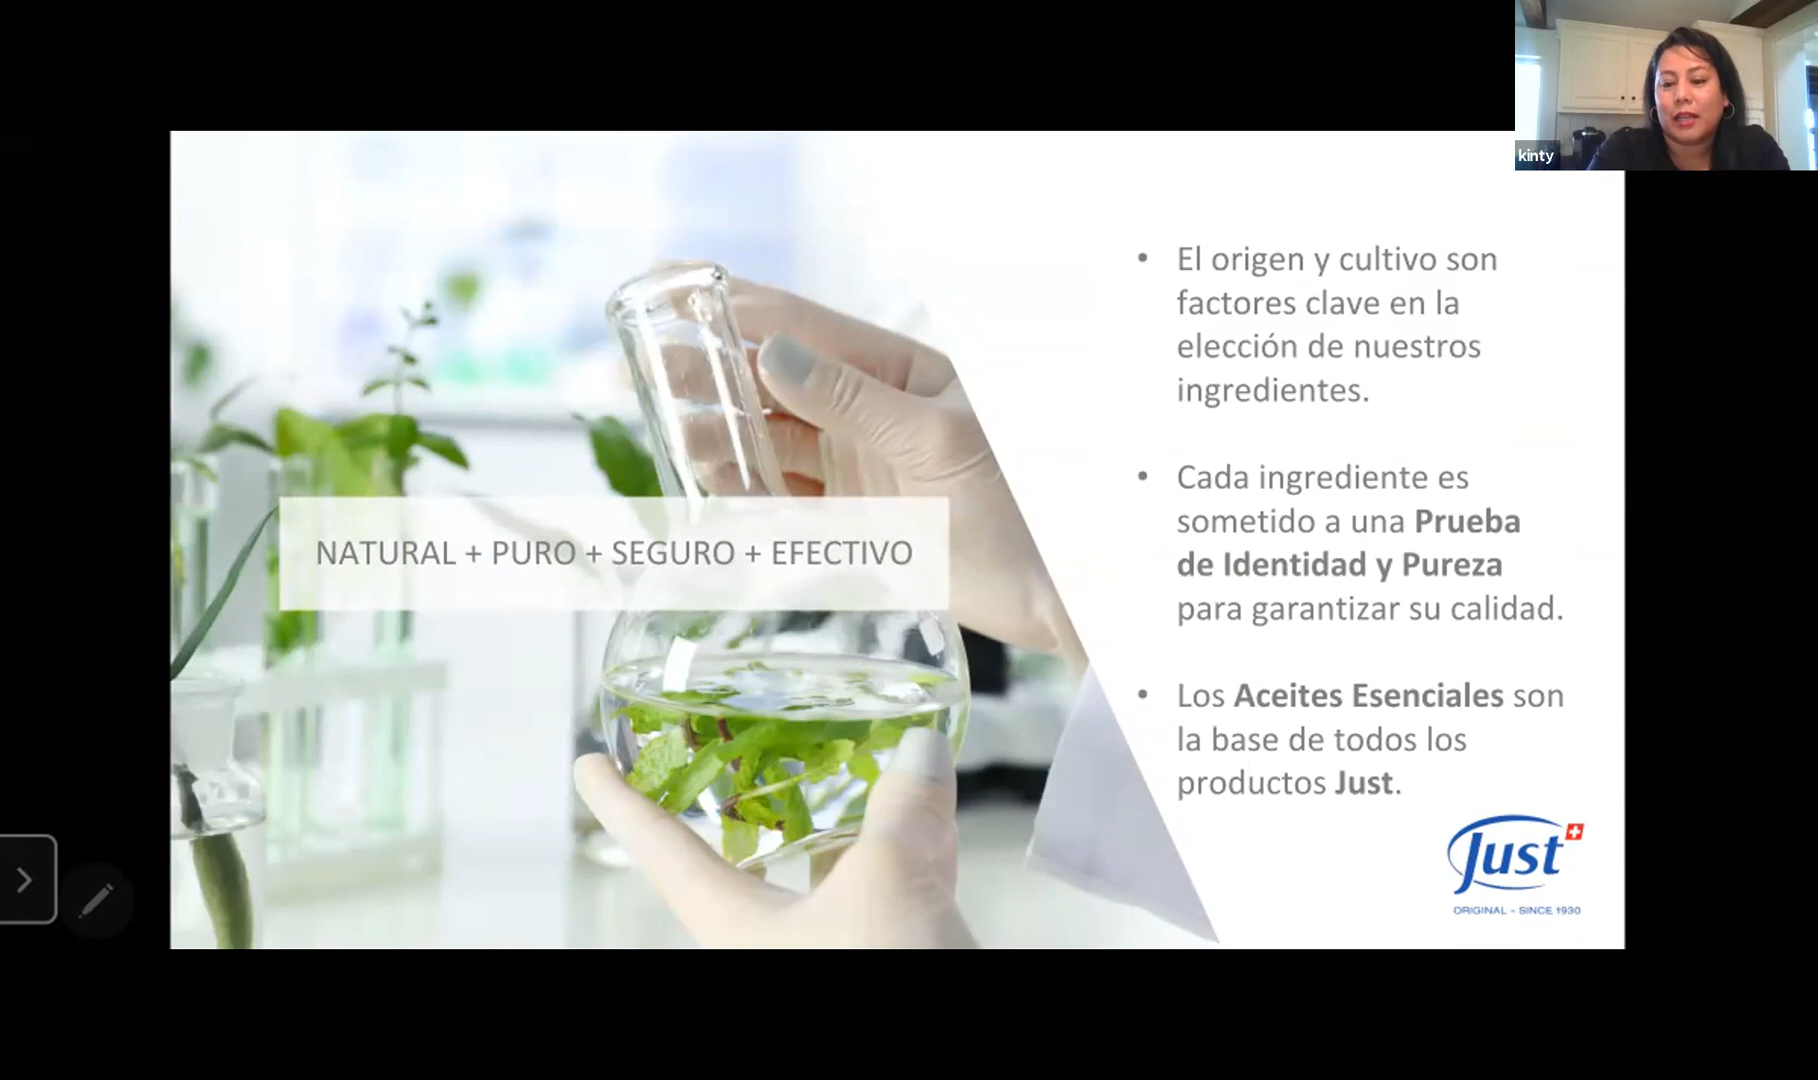 kinty
NATURAL + PURO + SEGURO + EFECTIVO
• El origen y cultivo son
factores clave en la
elección de nuestros
ingredientes.
• Cada ingrediente es
sometido a una Prueba
de Identidad y Pureza
para garantizar su calidad.
• Los Aceites Esenciales son
la base de todos los
productos Just.
Just
ORIGINAL - SINCE 1930